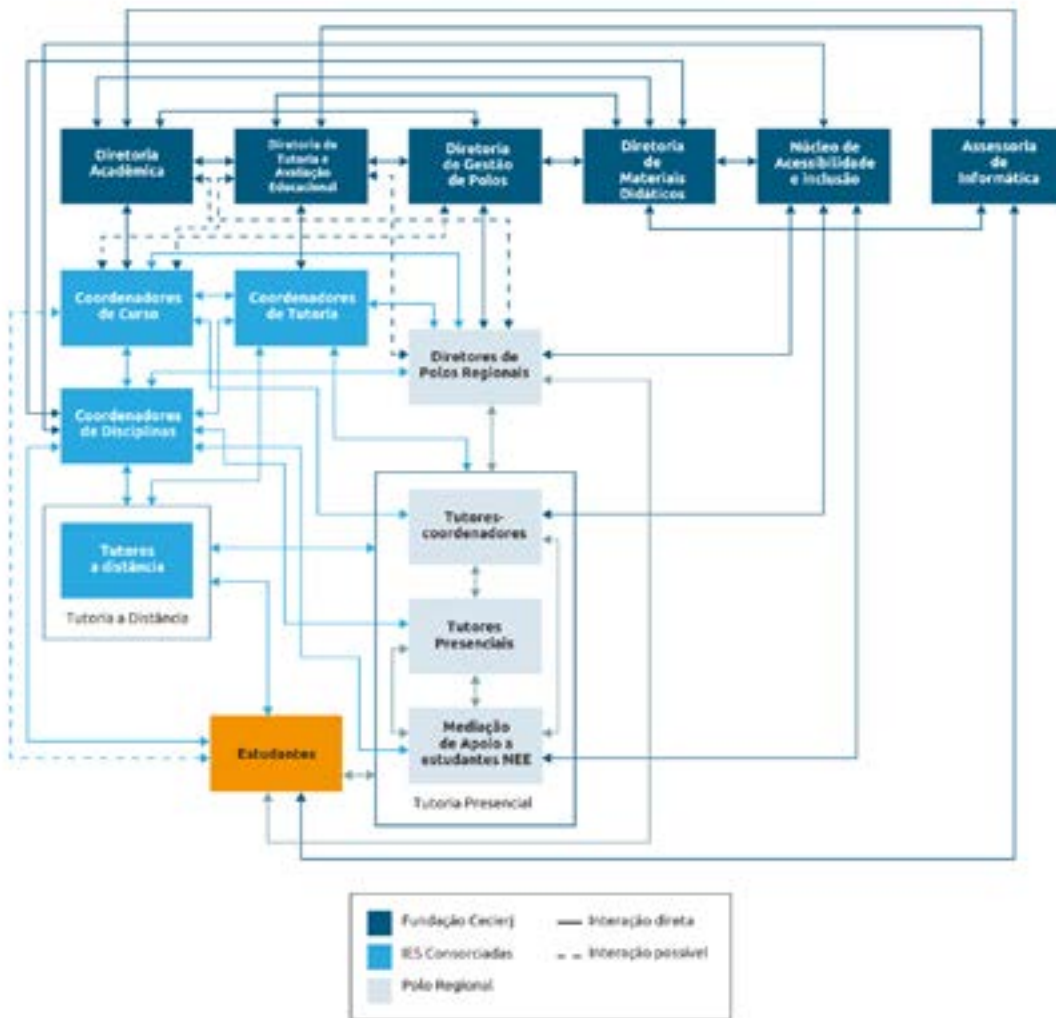 Diretoria
Acadêmica
Diretoria de
Tutoria e
Avaliação
Educacional
Diretoria
de Gestão
de Polos
Diretoria
de
Materiais
Didáticos
Núcleo de
Acessibilidade
e Inclusão
Assessoria
de
Informática
Coordenadores
de Curso
Coordenadores
de Tutoria
Diretores de
Polos Regionais
Coordenadores
de Disciplinas
Tutores-
coordenadores
Tutores
a distância
Tutoria a Distância
Tutores
Presenciais
Mediação
de Apoio a
estudantes NEE
Estudantes
Tutoria Presencial
Fundação Cecierj
Interação direta
IES Consorciadas
Interação possível
Polo Regional